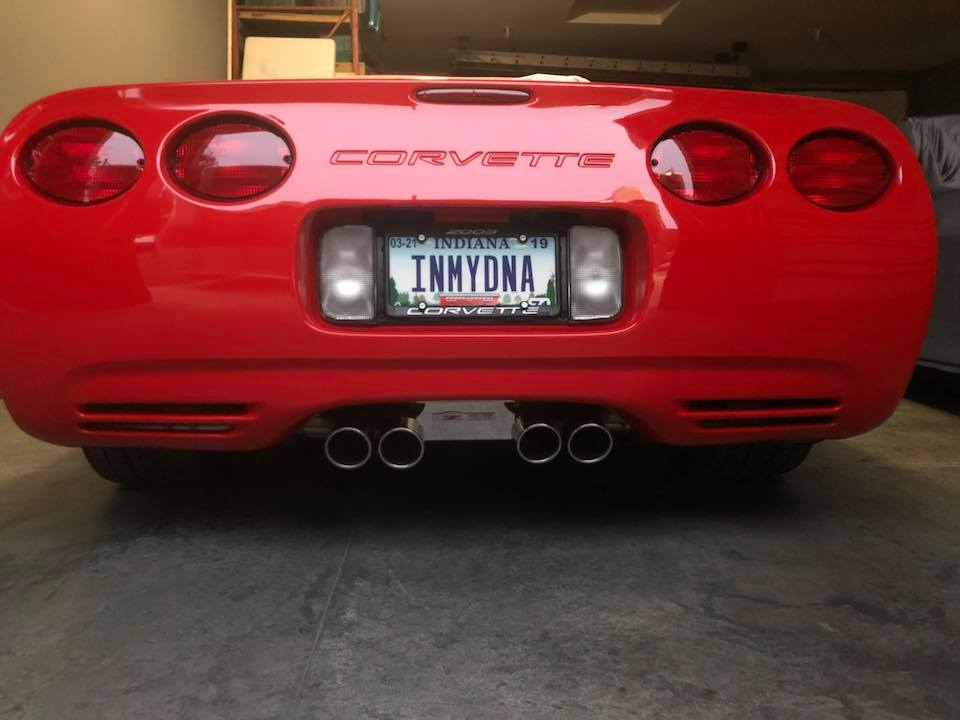 CORVETTE
2003
03-21 INDIANA 19
INMYDNA
CORVETTE